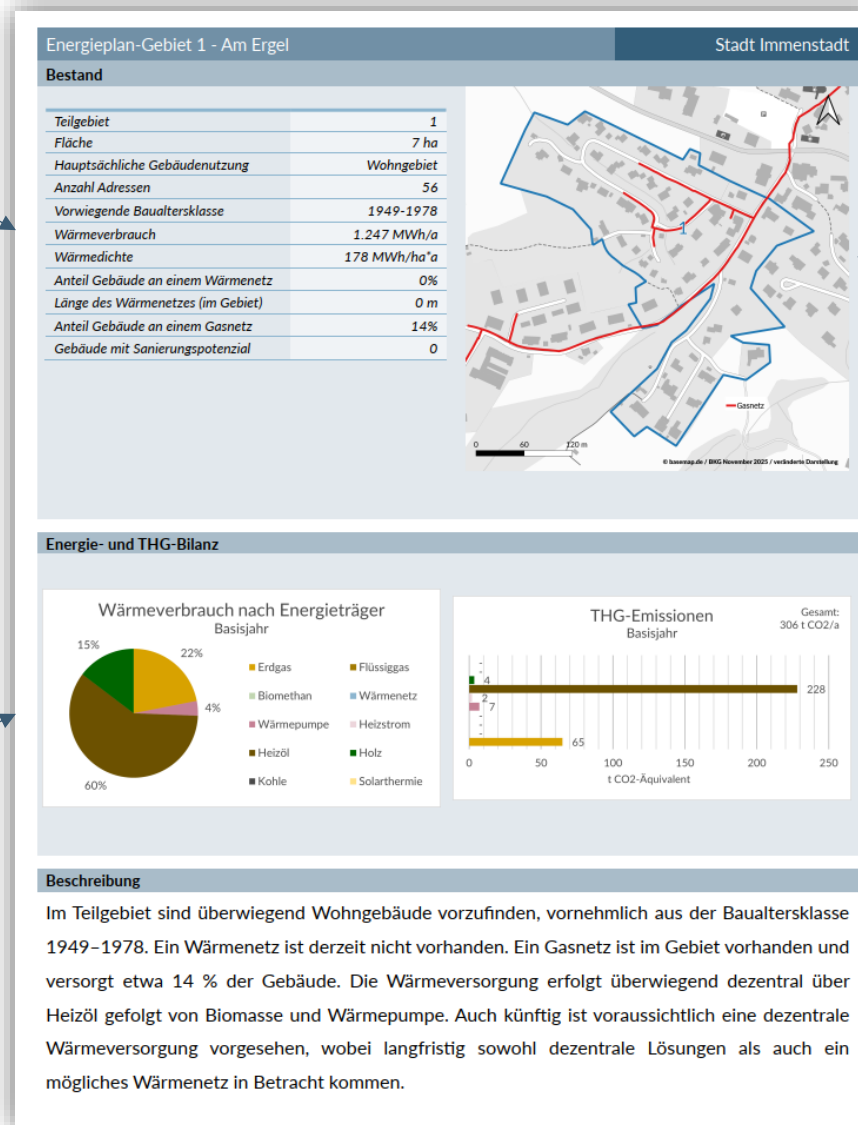 Energieplan-Gebiet 1 - Am Ergel Stadt Immenstadt
Bestand
Teilgebiet 1
Fläche 7 ha
Hauptsächliche Gebäudenutzung Wohngebiet
Anzahl Adressen 56
Vorwiegende Baualtersklasse 1949-1978
Wärmeverbrauch 1.247 MWh/a
Wärmedichte 178 MWh/ha*a
Anteil Gebäude an einem Wärmenetz 0%
Länge des Wärmenetzes (im Gebiet) 0 m
Anteil Gebäude an einem Gasnetz 14%
Gebäude mit Sanierungspotenzial 0
1
Gasnetz
0 60 120 m
© basemap.de / BKG November 2025 / veränderte Darstellung
Energie- und THG-Bilanz
Wärmeverbrauch nach Energieträger
Basisjahr
15%
22%
4%
60%
Erdgas Flüssiggas
Biomethan Wärmenetz
Wärmepumpe Heizstrom
Heizöl Holz
Kohle Solarthermie
THG-Emissionen
Basisjahr
Gesamt:
306 t CO2/a
-
4
228
2
7
-
-
65
0 50 100 150 200 250
t CO2-Äquivalent
Beschreibung
Im Teilgebiet sind überwiegend Wohngebäude vorzufinden, vornehmlich aus der Baualtersklasse
1949–1978. Ein Wärmenetz ist derzeit nicht vorhanden. Ein Gasnetz ist im Gebiet vorhanden und
versorgt etwa 14 % der Gebäude. Die Wärmeversorgung erfolgt überwiegend dezentral über
Heizöl gefolgt von Biomasse und Wärmepumpe. Auch künftig ist voraussichtlich eine dezentrale
Wärmeversorgung vorgesehen, wobei langfristig sowohl dezentrale Lösungen als auch ein
mögliches Wärmenetz in Betracht kommen.